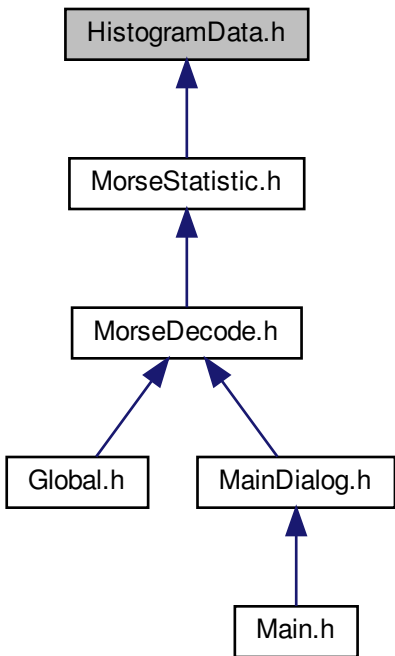 HistogramData.h
MorseStatistic.h
MorseDecode.h
Global.h
MainDialog.h
Main.h